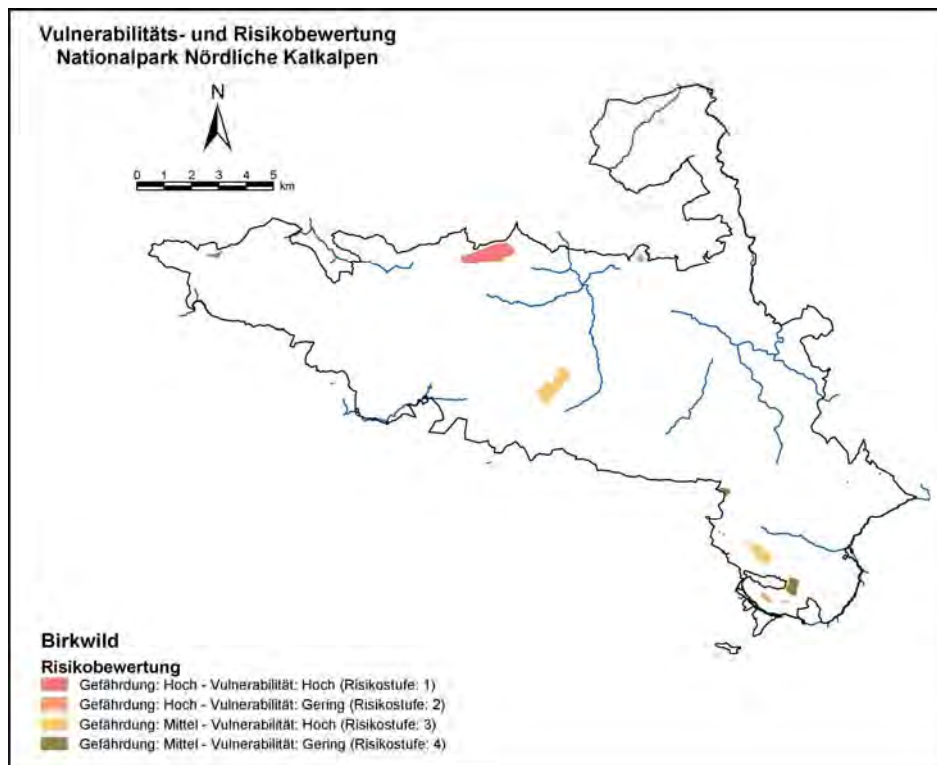 Vulnerabilitäts- und Risikobewertung
Nationalpark Nördliche Kalkalpen
N
0 1 2 3 4 5
km
Birkwild
Risikobewertung
Gefährdung: Hoch - Vulnerabilität: Hoch (Risikostufe: 1)
Gefährdung: Hoch - Vulnerabilität: Gering (Risikostufe: 2)
Gefährdung: Mittel - Vulnerabilität: Hoch (Risikostufe: 3)
Gefährdung: Mittel - Vulnerabilität: Gering (Risikostufe: 4)